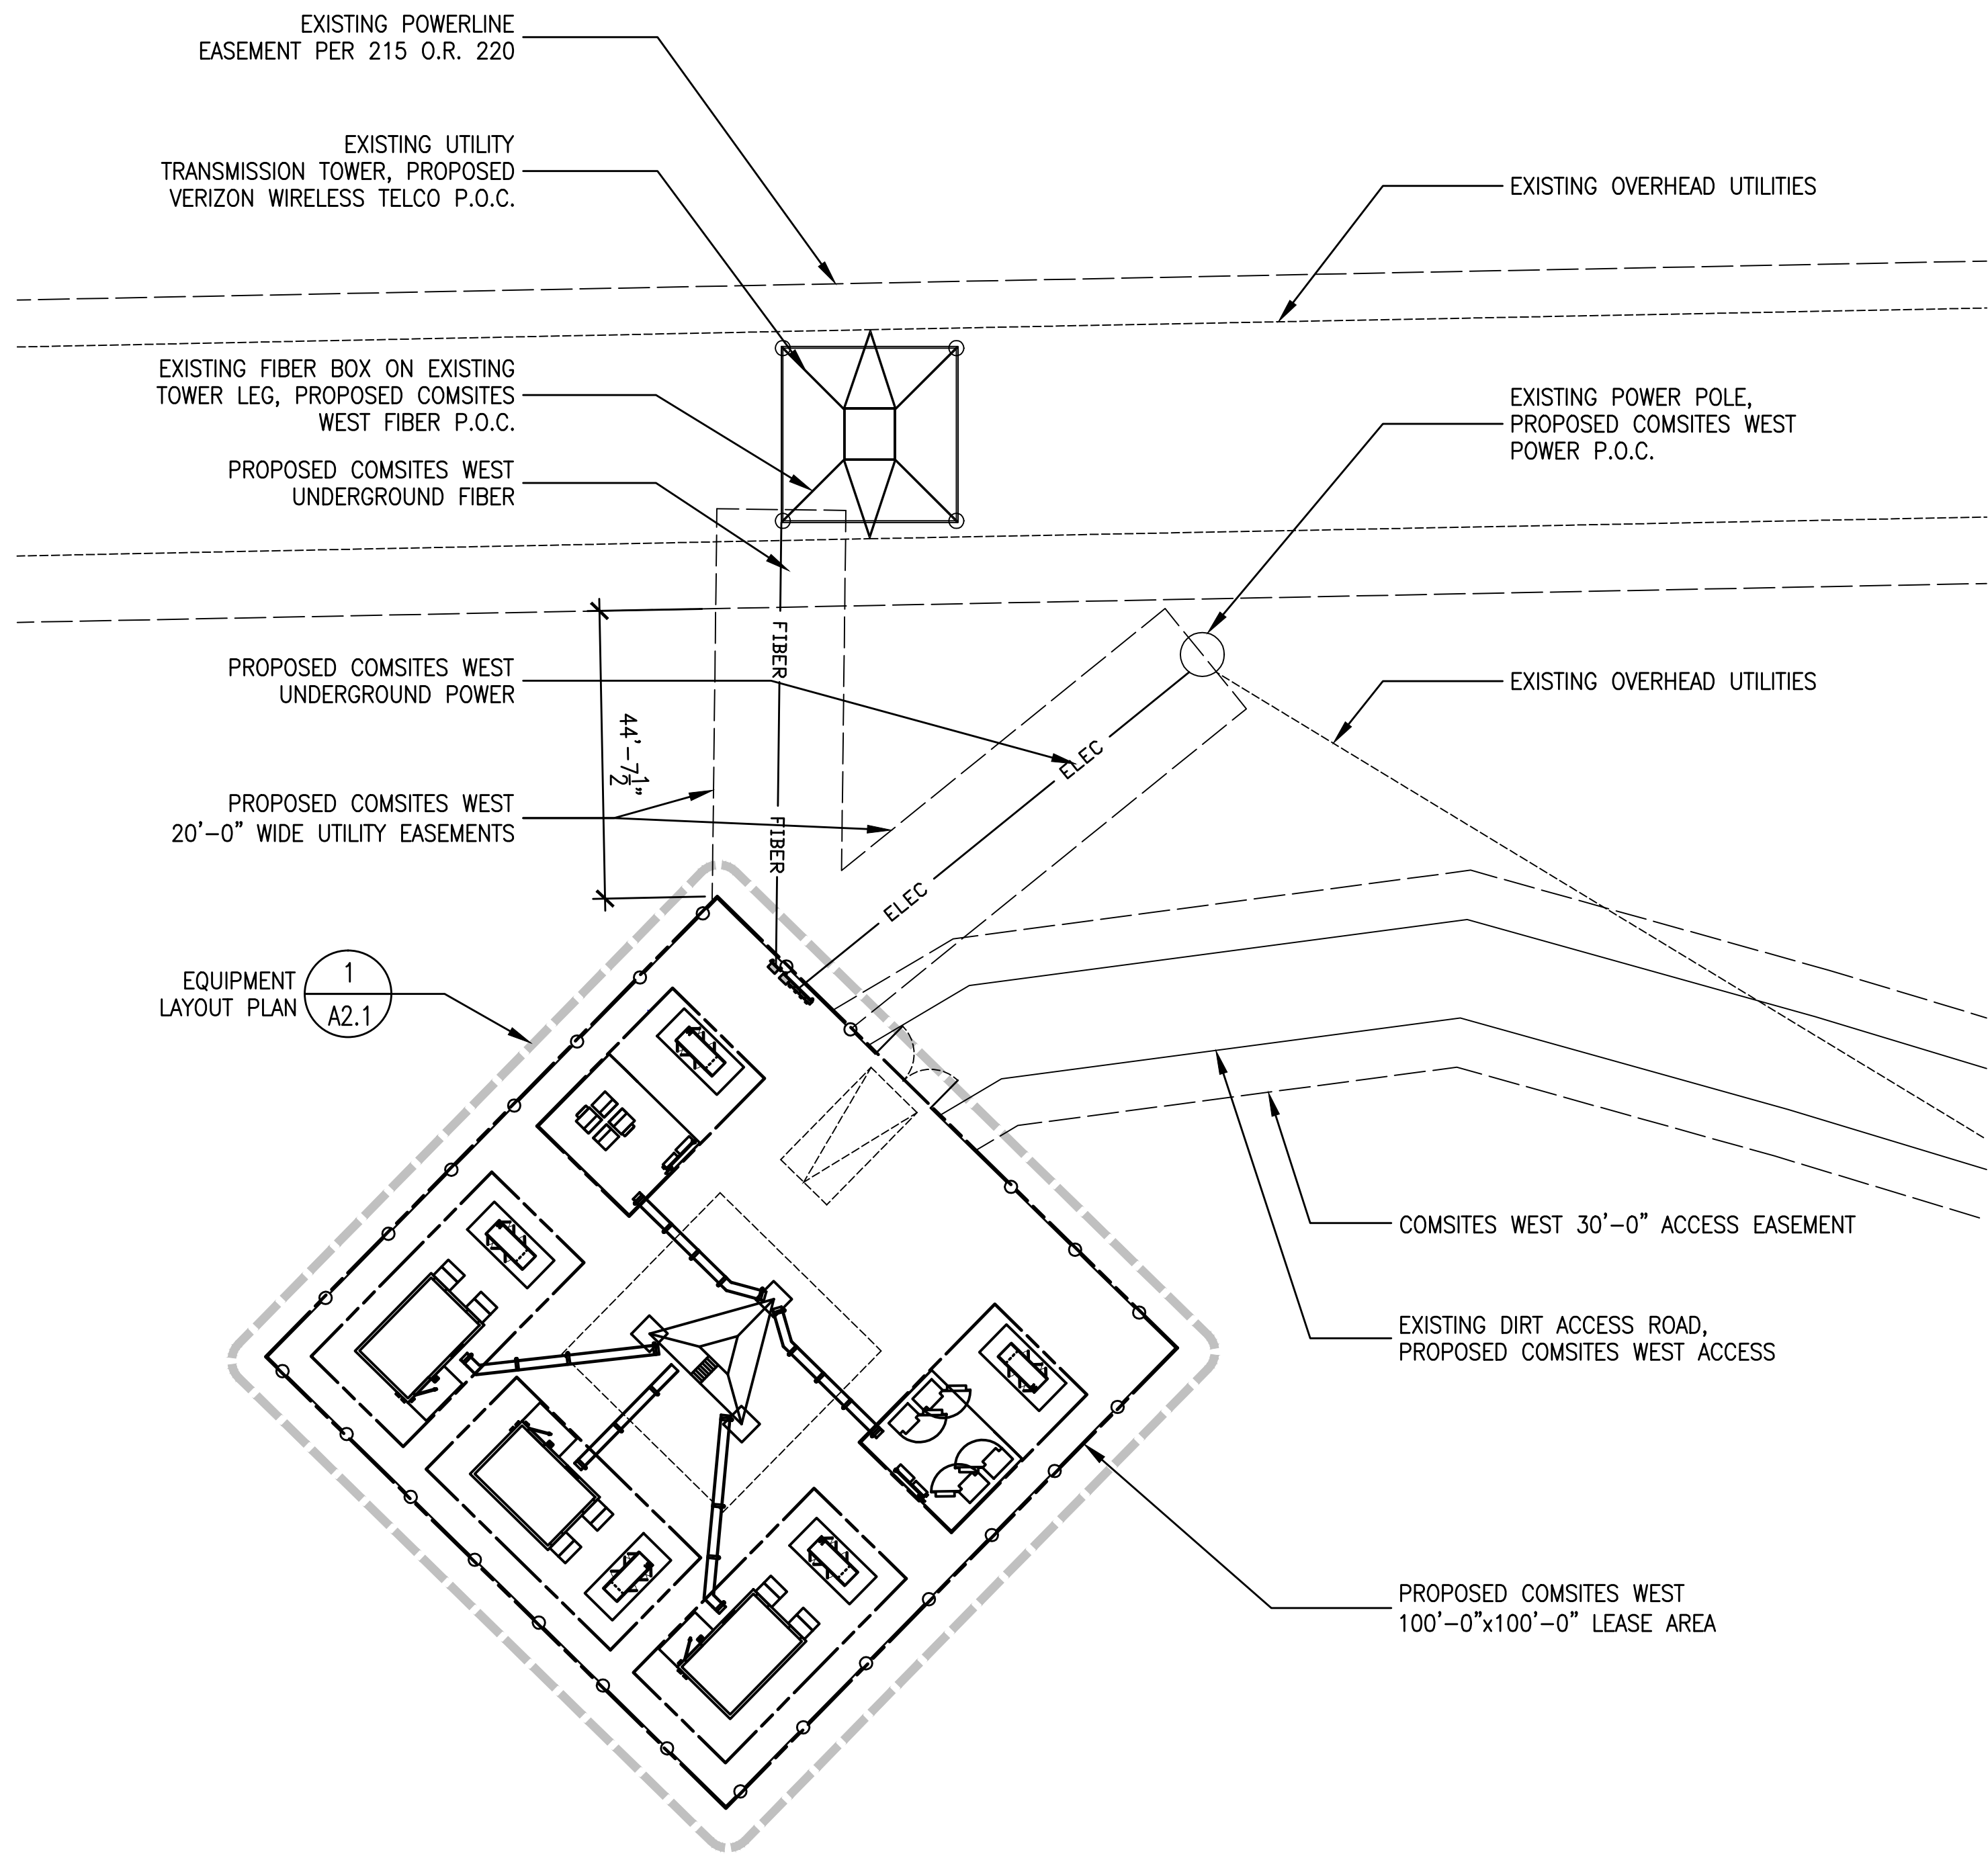 EXISTING POWERLINE
EASEMENT PER 215 O.R. 220
EXISTING UTILITY
TRANSMISSION TOWER, PROPOSED
VERIZON WIRELESS TELCO P.O.C.
EXISTING OVERHEAD UTILITIES
EXISTING FIBER BOX ON EXISTING
TOWER LEG, PROPOSED COMSITES
WEST FIBER P.O.C.
EXISTING POWER POLE,
PROPOSED COMSITES WEST
POWER P.O.C.
PROPOSED COMSITES WEST
UNDERGROUND FIBER
FIBER
PROPOSED COMSITES WEST
UNDERGROUND POWER
EXISTING OVERHEAD UTILITIES
44'-7 1/2"
ELEC
PROPOSED COMSITES WEST
20'-0" WIDE UTILITY EASEMENTS
FIBER
ELEC
EQUIPMENT
LAYOUT PLAN
1
A2.1
COMSITES WEST 30'-0" ACCESS EASEMENT
EXISTING DIRT ACCESS ROAD,
PROPOSED COMSITES WEST ACCESS
PROPOSED COMSITES WEST
100'-0"x100'-0" LEASE AREA